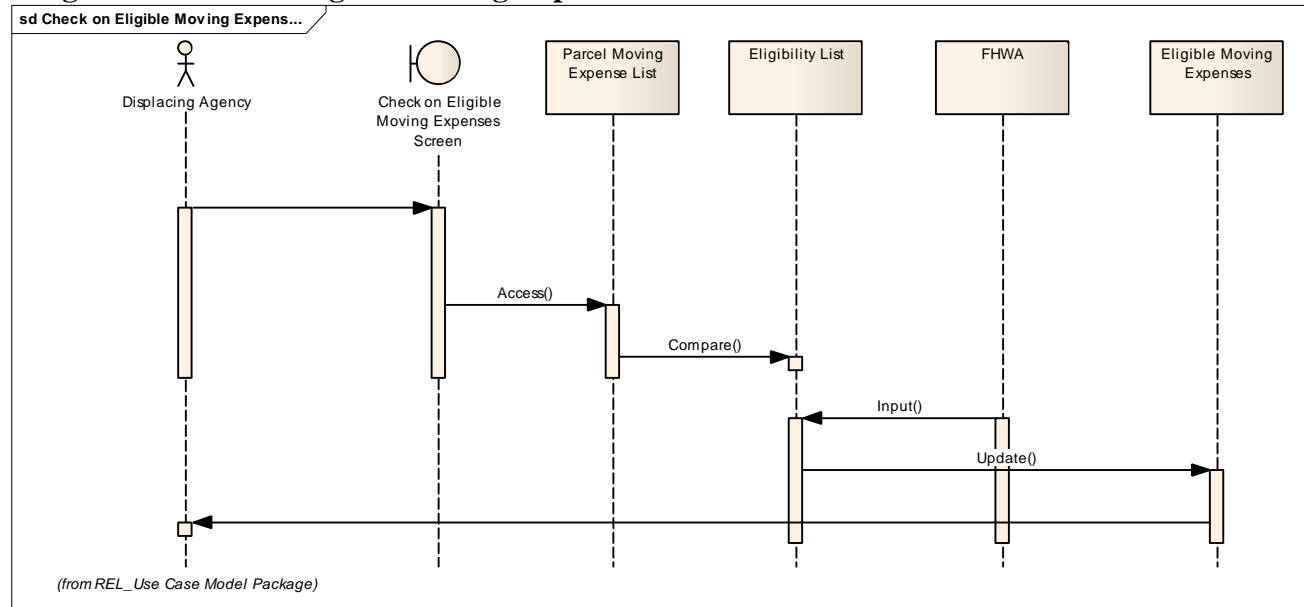 sd Check on Eligible Moving Expens...
Displacing Agency
Check on Eligible
Moving Expenses
Screen
Parcel Moving
Expense List
Eligibility List
FHWA
Eligible Moving
Expenses
Access()
Compare()
Input()
Update()
(from REL_Use Case Model Package)